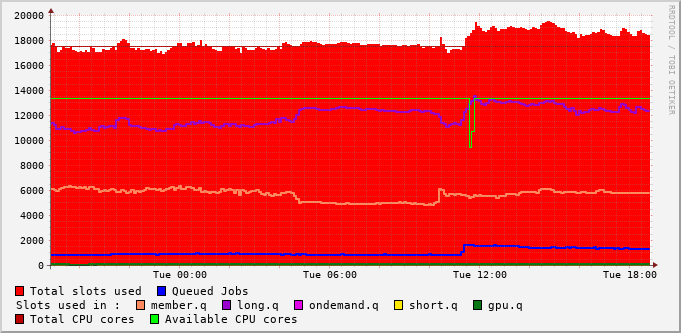 RRDTOOL / TOBI OETIKER
20000
18000
16000
14000
12000
10000
8000
6000
4000
2000
0
Tue 00:00 Tue 06:00 Tue 12:00 Tue 18:00
Total slots used Queued Jobs
Slots used in : member.q long.q ondemand.q short.q gpu.q
Total CPU cores Available CPU cores